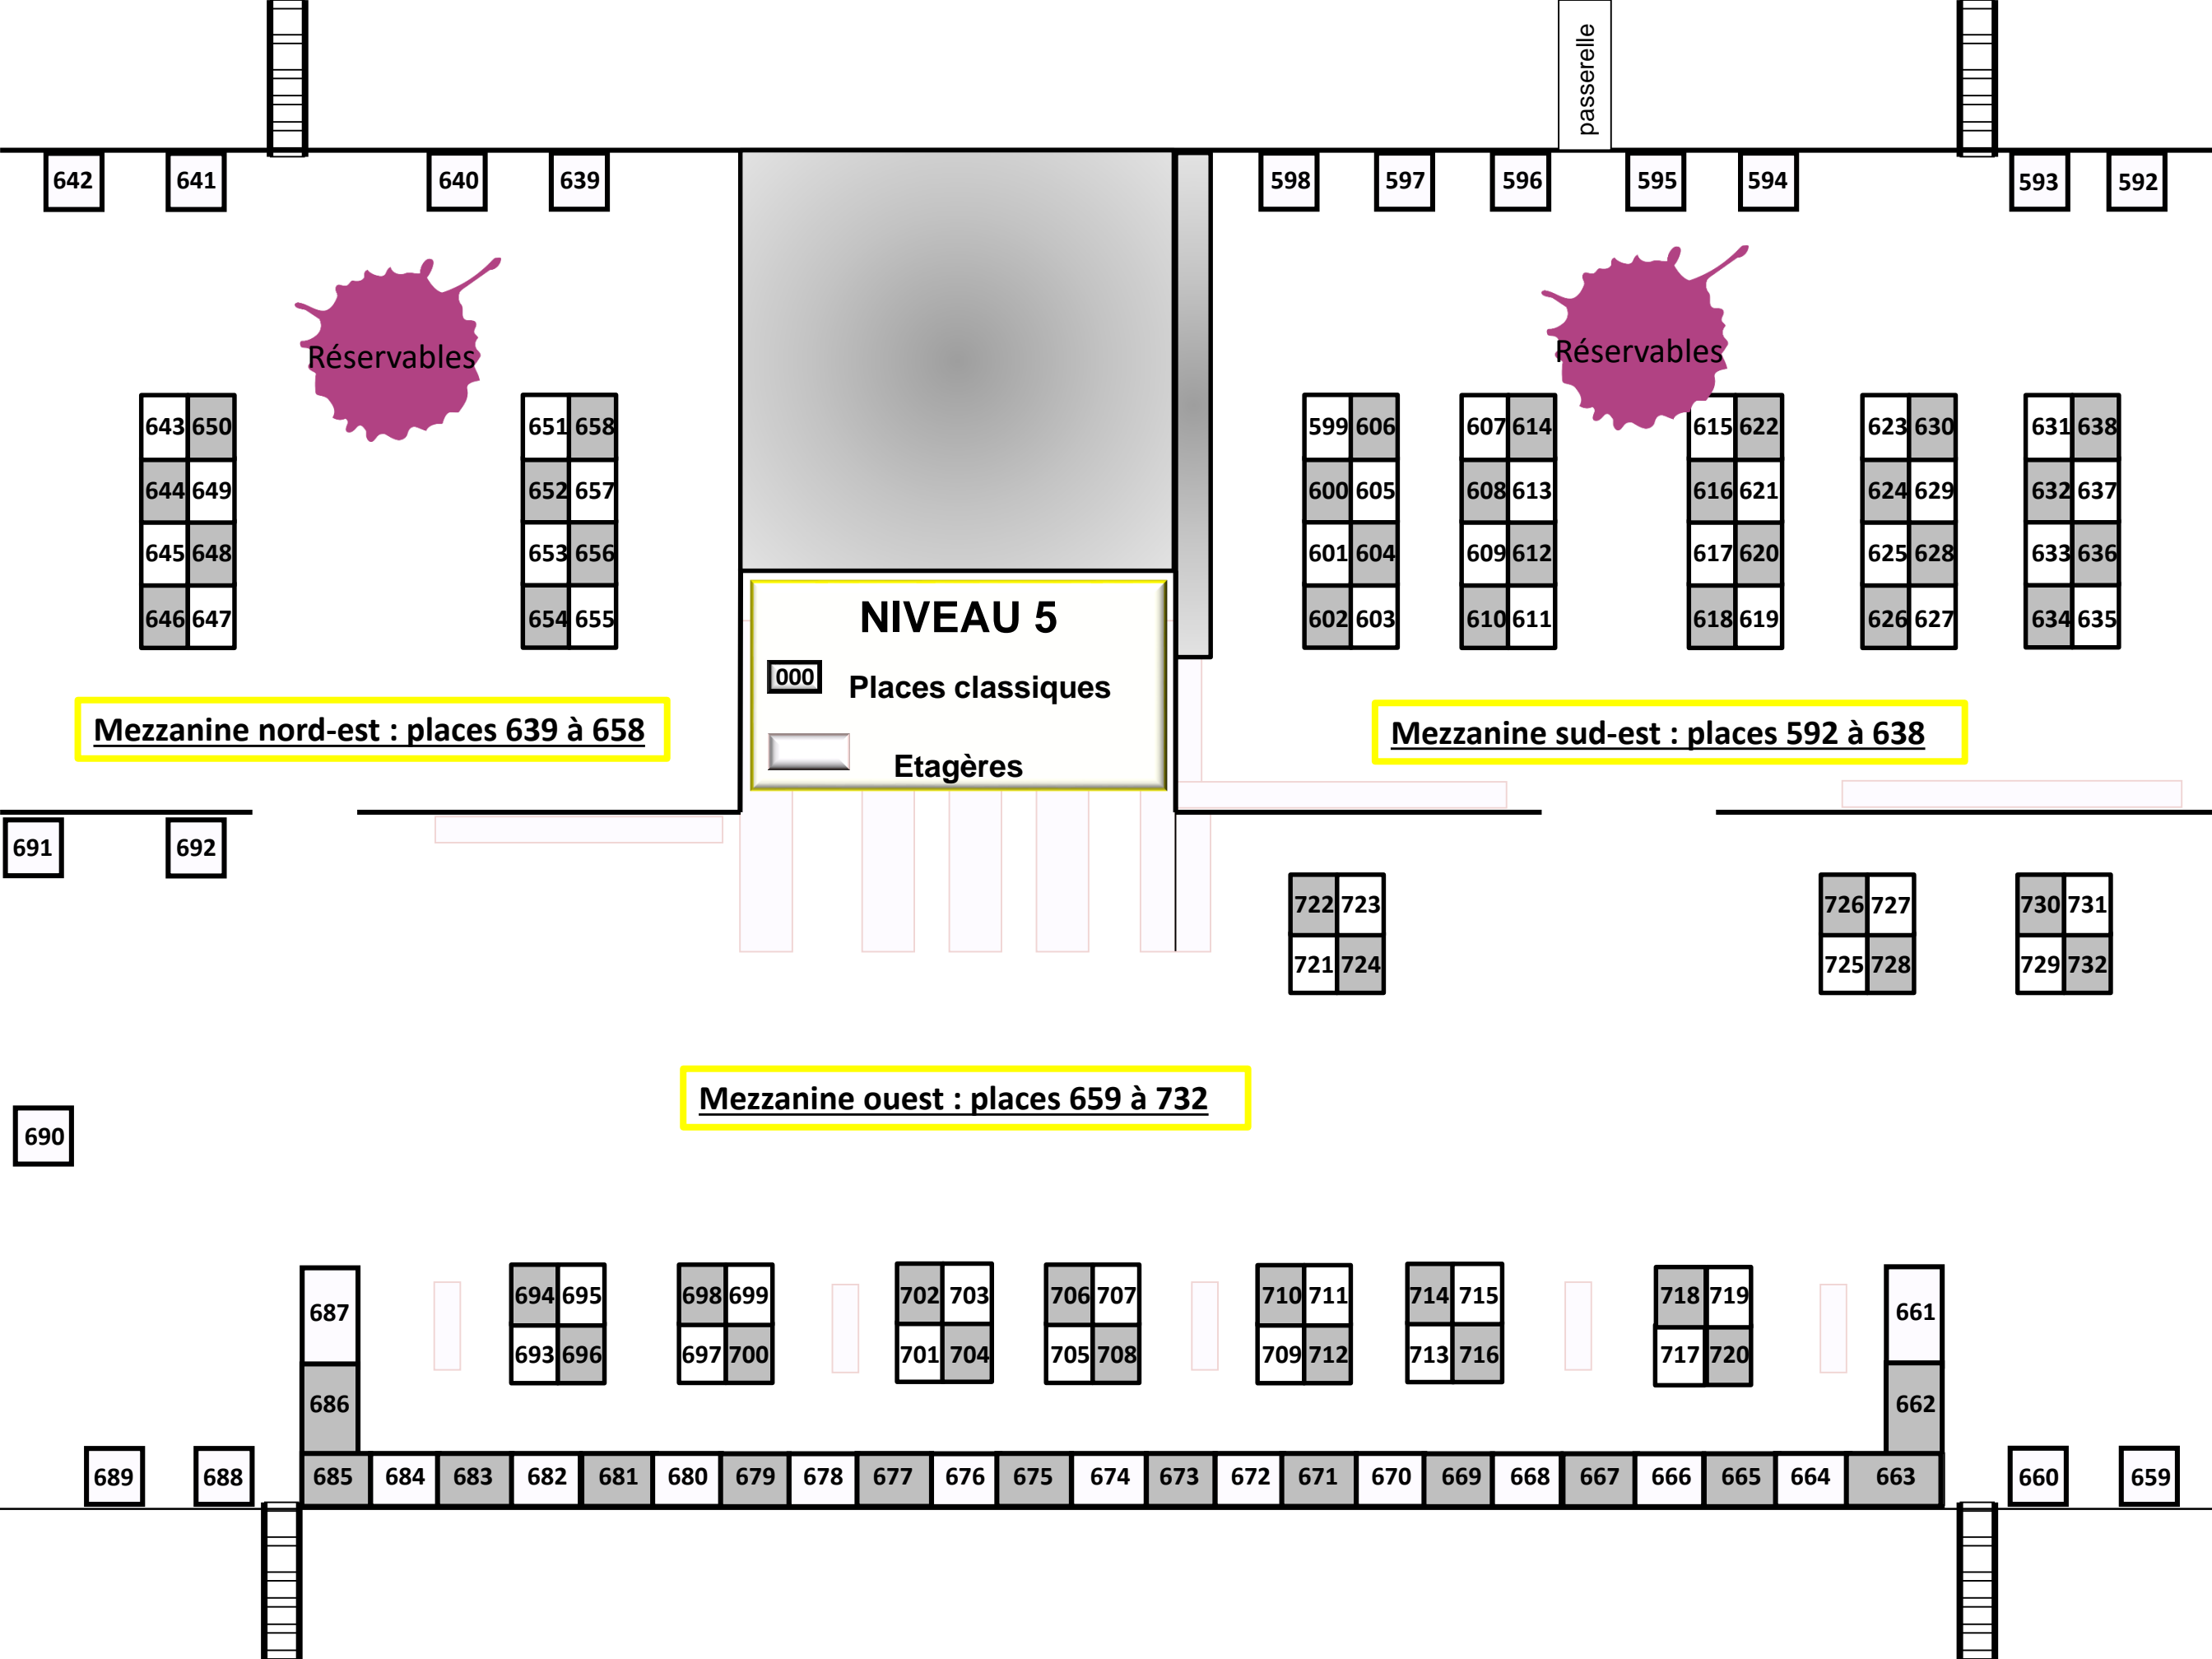 passerelle
642 641 640 639 598 597 596 595 594 593 592
Réservables Réservables
643 650 651 658 599 606 607 614 615 622 623 630 631 638
644 649 652 657 600 605 608 613 616 621 624 629 632 637
645 648 653 656 601 604 609 612 617 620 625 628 633 636
646 647 654 655 602 603 610 611 618 619 626 627 634 635
NIVEAU 5
000 Places classiques
Etagères
Mezzanine nord-est : places 639 à 658
Mezzanine sud-est : places 592 à 638
691 692
722 723 726 727 730 731
721 724 725 728 729 732
Mezzanine ouest : places 659 à 732
690
687 694 695 698 699 702 703 706 707 710 711 714 715 718 719 661
693 696 697 700 701 704 705 708 709 712 713 716 717 720
686 662
689 688 685 684 683 682 681 680 679 678 677 676 675 674 673 672 671 670 669 668 667 666 665 664 663 660 659